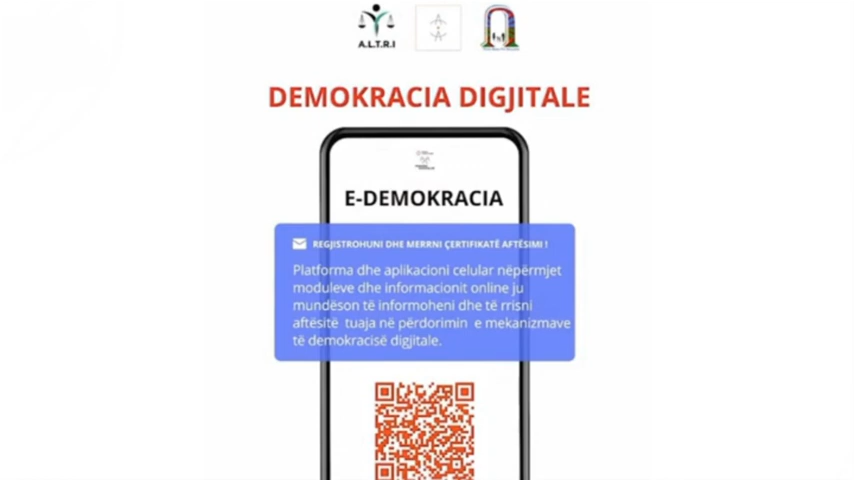 A.L.T.R.I
DEMOKRACIA DIGJITALE
E-DEMOKRACIA
REGJISTROHUNI DHE MERRNI ÇERTIFIKATË AFTËSIMI !
Platforma dhe aplikacioni celular nëpërmjet
moduleve dhe informacionit online ju
mundëson të informoheni dhe të rrisni
aftësitë tuaja në përdorimin e mekanizmave
të demokracisë digjitale.